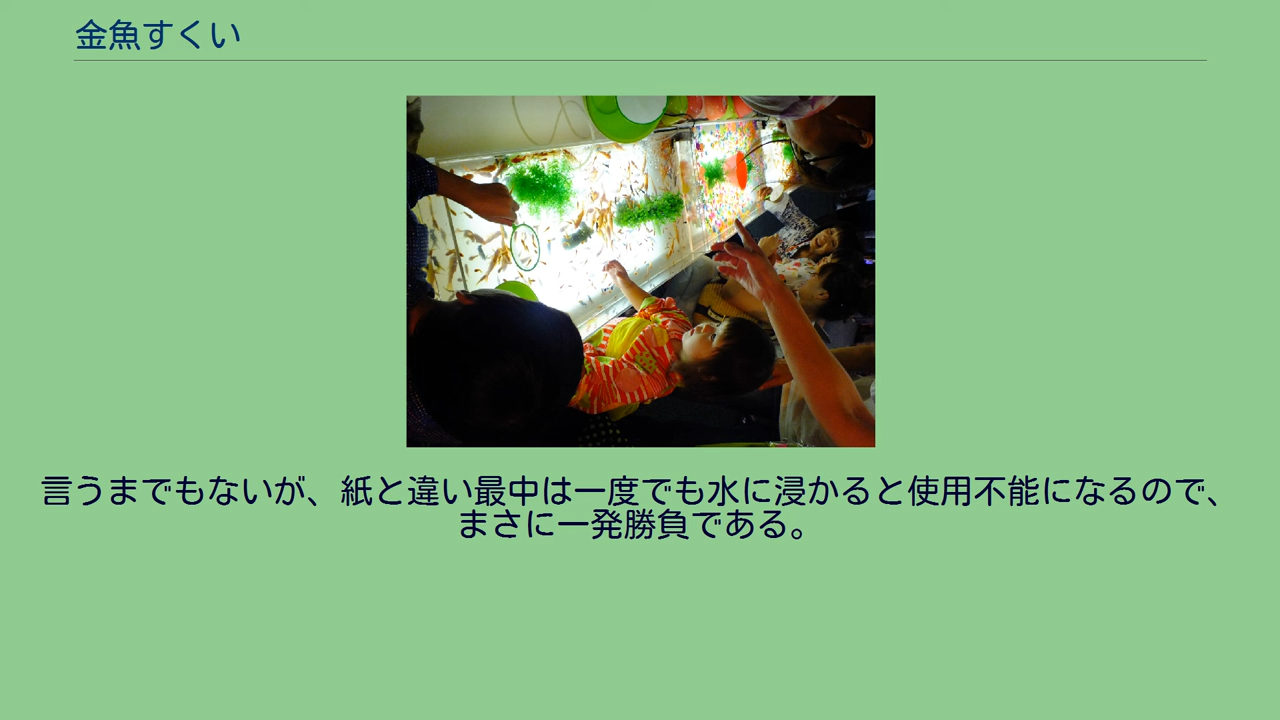 金魚すくい
言うまでもないが、紙と違い最中は一度でも水に浸かると使用不能になるので、
まさに一発勝負である。